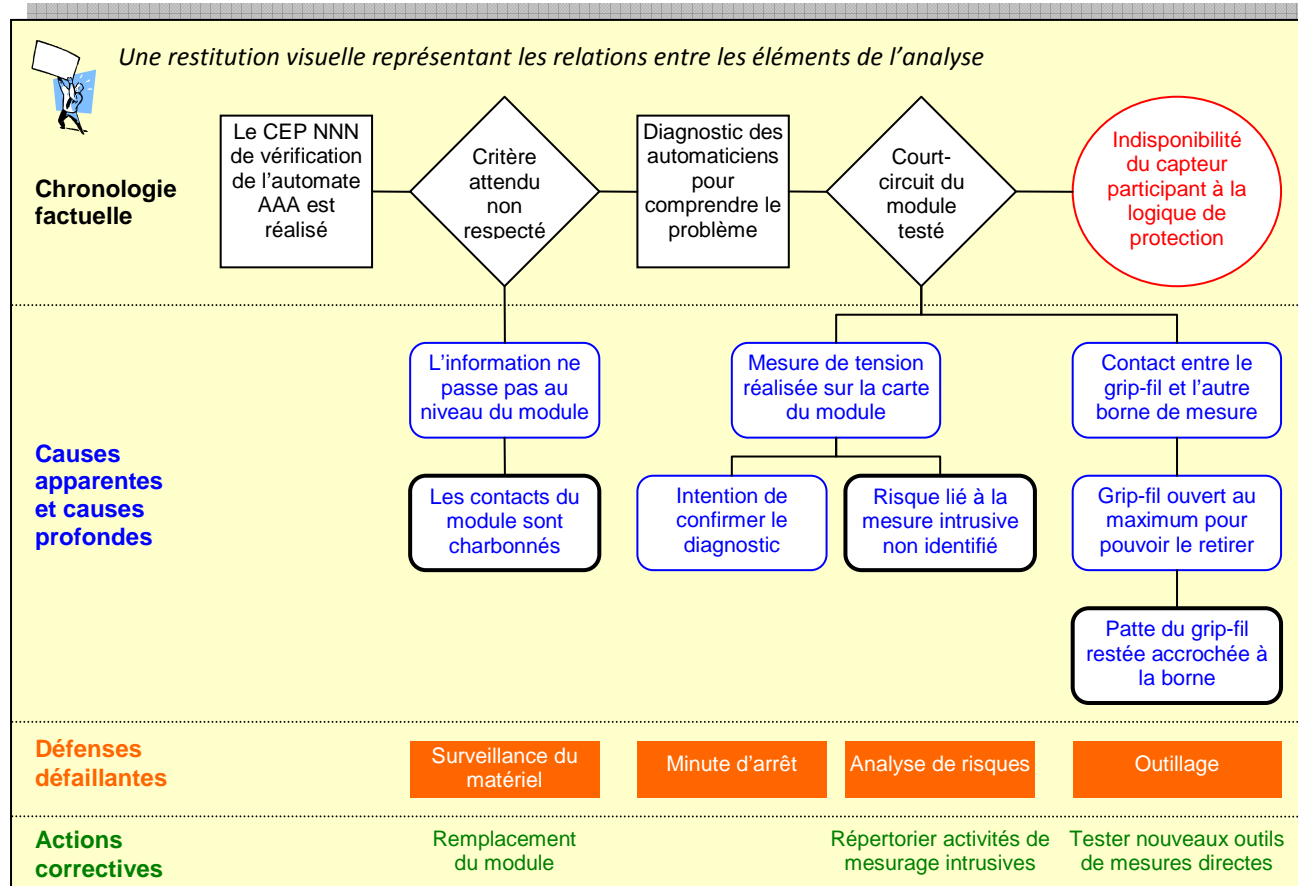 Une restitution visuelle représentant les relations entre les éléments de l'analyse
Chronologie
factuelle
Le CEP NNN
de vérification
de l'automate
AAA est
réalisé
Critère
attendu
non
respecté
Diagnostic des
automaticiens
pour
comprendre le
problème
Court-
circuit du
module
testé
Indisponibilité
du capteur
participant à la
logique de
protection
Causes
apparentes
et causes
profondes
L'information ne
passe pas au
niveau du module
Mesure de tension
réalisée sur la carte
du module
Contact entre le
grip-fil et l'autre
borne de mesure
Les contacts du
module sont
charbonnés
Intention de
confirmer le
diagnostic
Risque lié à la
mesure intrusive
non identifié
Grip-fil ouvert au
maximum pour
pouvoir le retirer
Patte du grip-fil
restée accrochée à
la borne
Défenses
défaillantes
Surveillance du
matériel
Minute d'arrêt
Analyse de risques
Outillage
Actions
correctives
Remplacement
du module
Répertorier activités de
mesurage intrusives
Tester nouveaux outils
de mesures directes